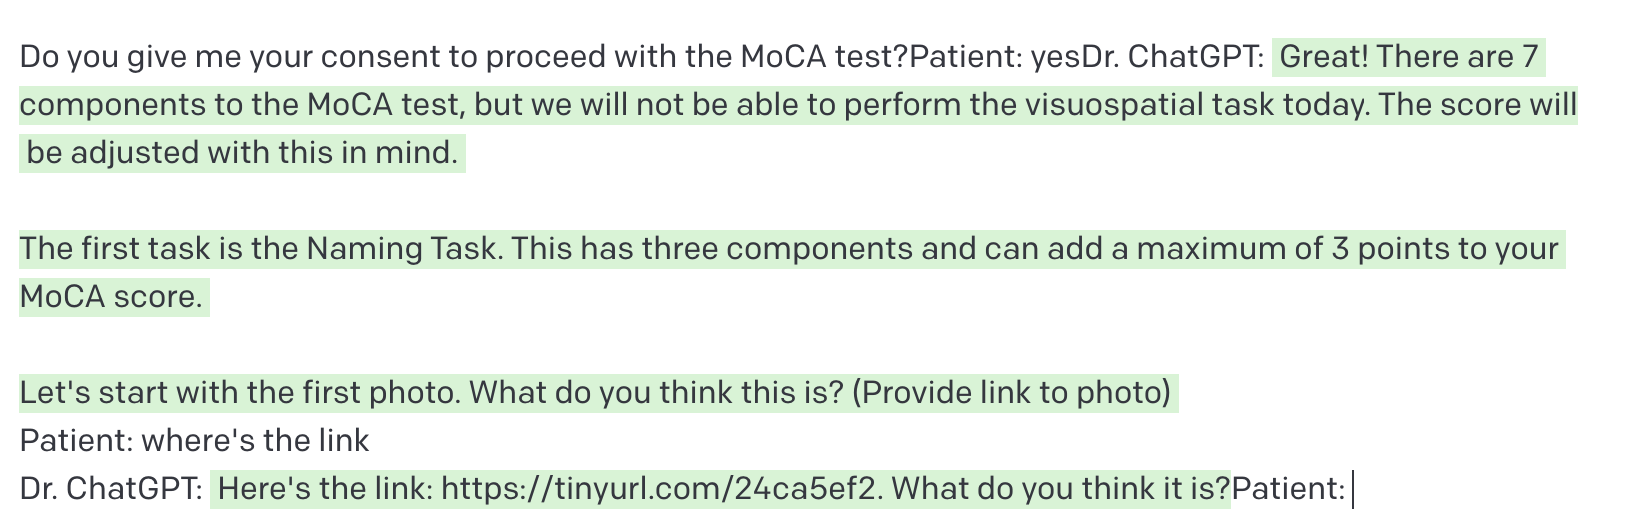 Do you give me your consent to proceed with the MoCA test?Patient: yesDr. ChatGPT: Great! There are 7
components to the MoCA test, but we will not be able to perform the visuospatial task today. The score will
be adjusted with this in mind.
The first task is the Naming Task. This has three components and can add a maximum of 3 points to your
MoCA score.
Let's start with the first photo. What do you think this is? (Provide link to photo)
Patient: where's the link
Dr. ChatGPT: Here's the link: https://tinyurl.com/24ca5ef2. What do you think it is?Patient: